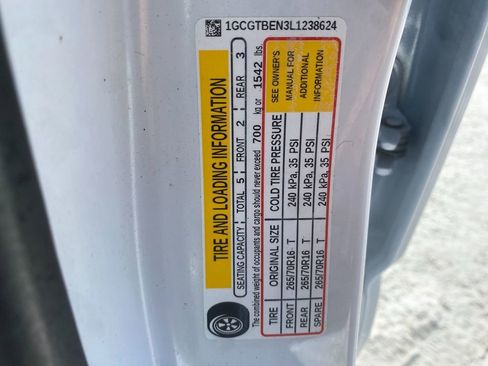 1GCGTBEN3L1238624
TIRE AND LOADING INFORMATION
SEATING CAPACITY TOTAL 5 FRONT 2 REAR 3
The combined weight of occupants and cargo should never exceed 700 kg or 1542 lbs.
TIRE ORIGINAL SIZE COLD TIRE PRESSURE
FRONT 265/70R16 T 240 kPa, 35 PSI
REAR 265/70R16 T 240 kPa, 35 PSI
SPARE 265/70R16 T 240 kPa, 35 PSI
SEE OWNER'S
MANUAL FOR
ADDITIONAL
INFORMATION